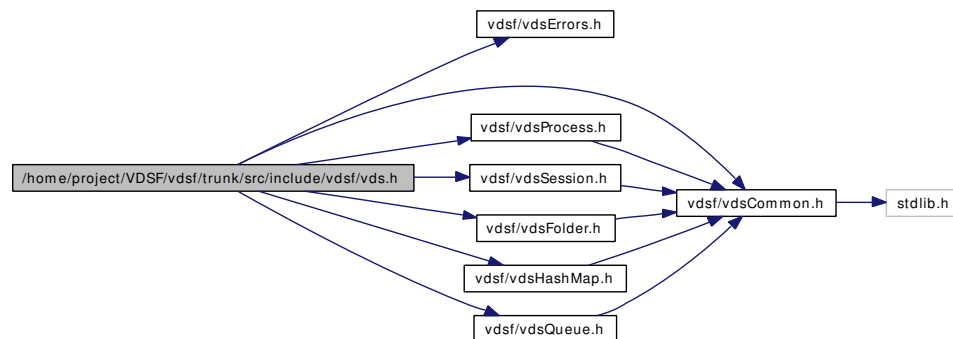 vdsf/vdsErrors.h
vdsf/vdsProcess.h
/home/project/VDSF/vdsf/trunk/src/include/vdsf/vds.h
vdsf/vdsSession.h
vdsf/vdsCommon.h
stdlib.h
vdsf/vdsFolder.h
vdsf/vdsHashMap.h
vdsf/vdsQueue.h